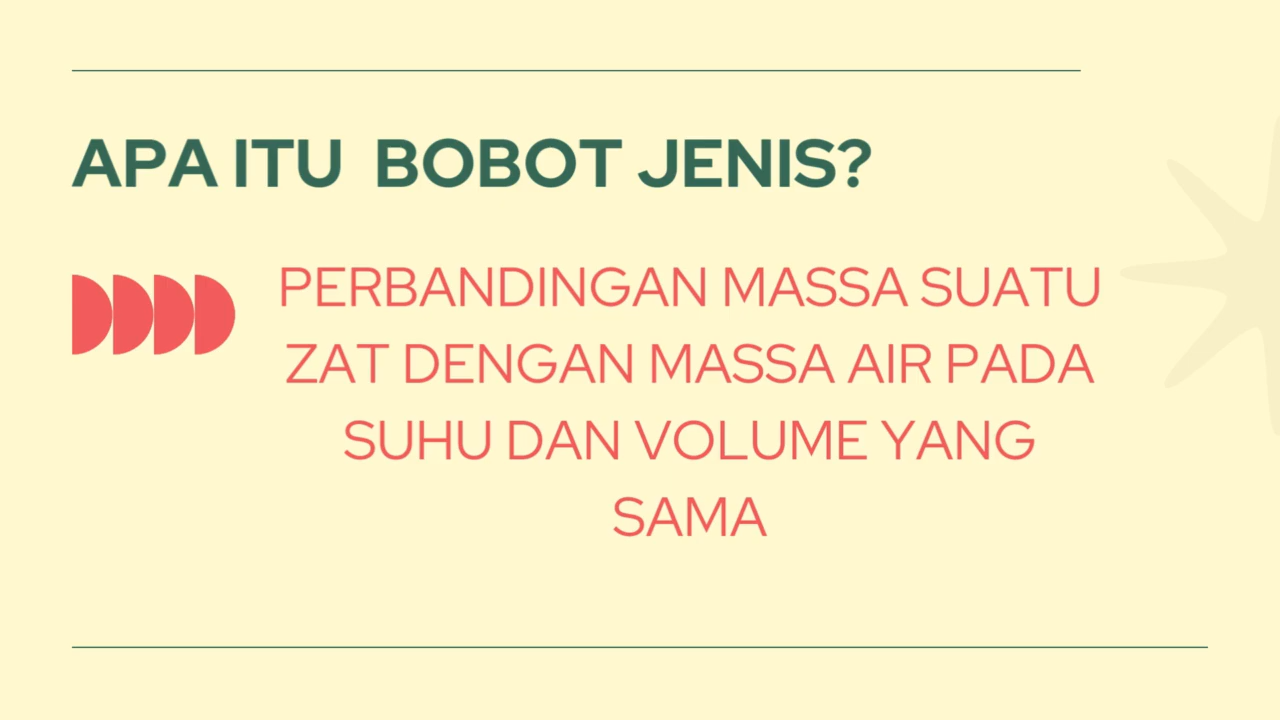 APA ITU BOBOT JENIS?
PERBANDINGAN MASSA SUATU
ZAT DENGAN MASSA AIR PADA
SUHU DAN VOLUME YANG
SAMA